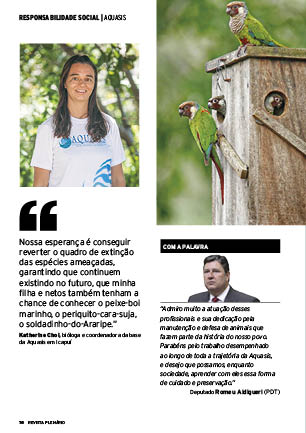 RESPONSABILIDADE SOCIAL | AQUASIS
AQUASIS
Nossa esperança é conseguir
reverter o quadro de extinção
das espécies ameaçadas,
garantindo que continuem
existindo no futuro, que minha
filha e netos também tenham a
chance de conhecer o peixe-boi
marinho, o periquito-cara-suja,
o soldadinho-do-Araripe.”
Katherine Choi, bióloga e coordenadora da base
da Aquasis em Icapuí
COM A PALAVRA
“Admiro muito a atuação desses
profissionais e sua dedicação pela
manutenção e defesa de animais que
fazem parte da história do nosso povo.
Parabéns pelo trabalho desempenhado
ao longo de toda a trajetória da Aquasis,
e desejo que possamos, enquanto
sociedade, aprender com eles essa forma
de cuidado e preservação.”
Deputado Romeu Aldigueri (PDT)
REVISTA PLENÁRIO